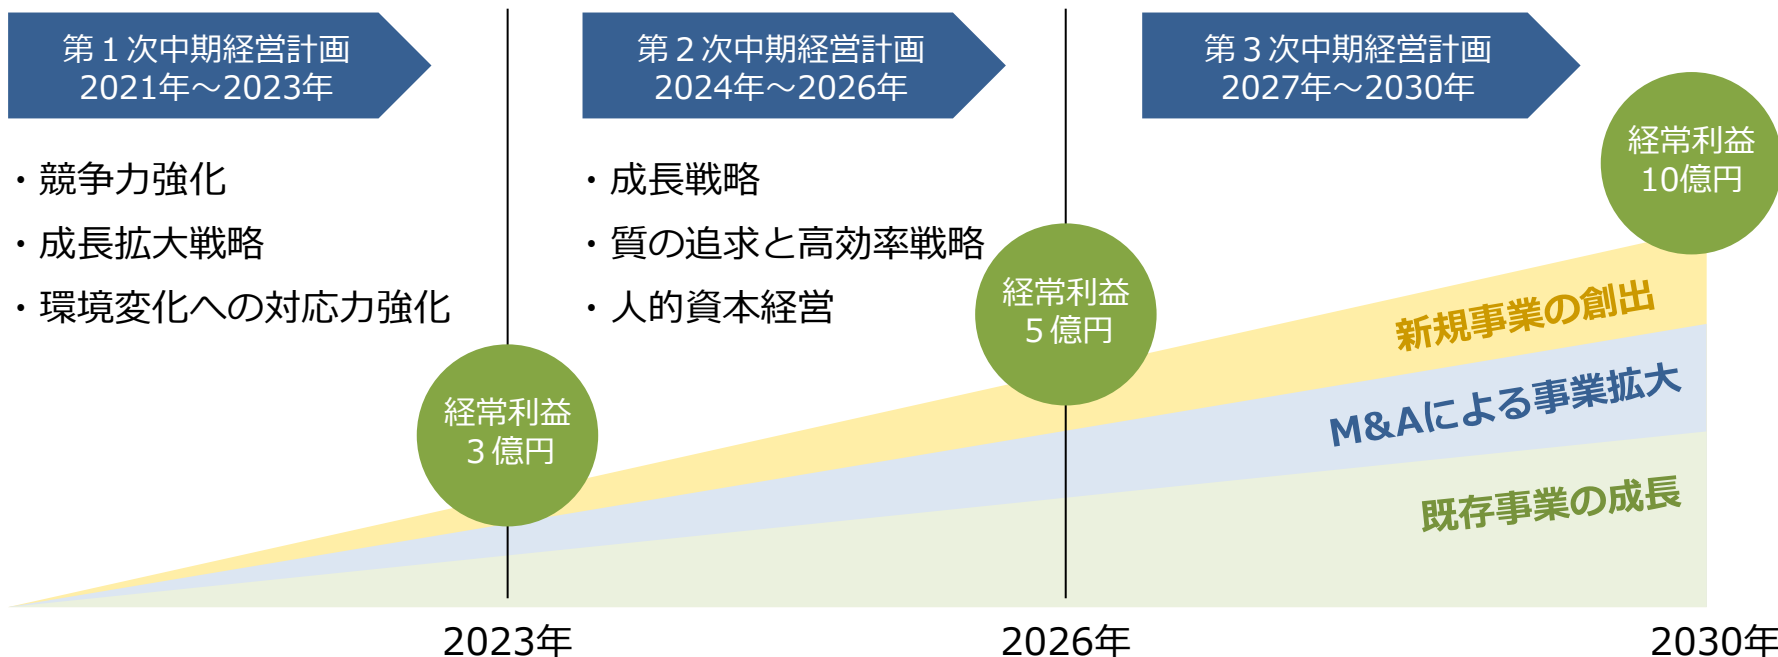 第１次中期経営計画
2021年～2023年
第２次中期経営計画
2024年～2026年
第３次中期経営計画
2027年～2030年
・競争力強化
・成長拡大戦略
・環境変化への対応力強化
・成長戦略
・質の追求と高効率戦略
・人的資本経営
経常利益
３億円
経常利益
５億円
経常利益
10億円
新規事業の創出
M&Aによる事業拡大
既存事業の成長
2023年
2026年
2030年